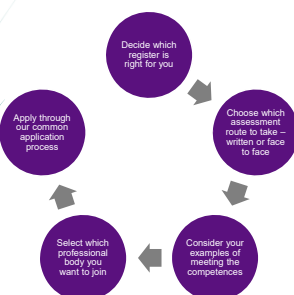 Decide which
register is
right for you
Choose which
assessment
route to take –
written or face
to face
Consider your
examples of
meeting the
competences
Select which
professional
body you
want to join
Apply through
our common
application
process